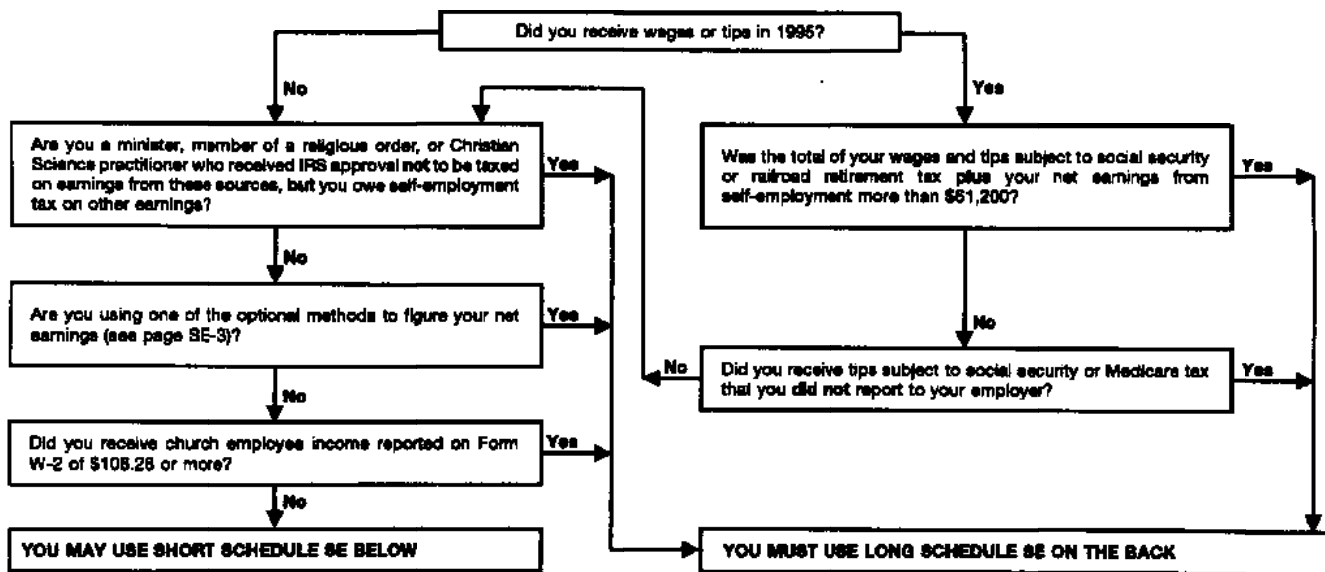 Did you receive wages or tips in 1995?
No
Yes
Are you a minister, member of a religious order, or Christian
Science practitioner who received IRS approval not to be taxed
on earnings from these sources, but you owe self-employment
tax on other earnings?
Yes
Was the total of your wages and tips subject to social security
or railroad retirement tax plus your net earnings from
self-employment more than $61,200?
Yes
No
Are you using one of the optional methods to figure your net
earnings (see page SE-3)?
Yes
No
No
Did you receive tips subject to social security or Medicare tax
that you did not report to your employer?
Yes
No
Did you receive church employee income reported on Form
W-2 of $108.28 or more?
Yes
No
YOU MAY USE SHORT SCHEDULE SE BELOW
YOU MUST USE LONG SCHEDULE SE ON THE BACK